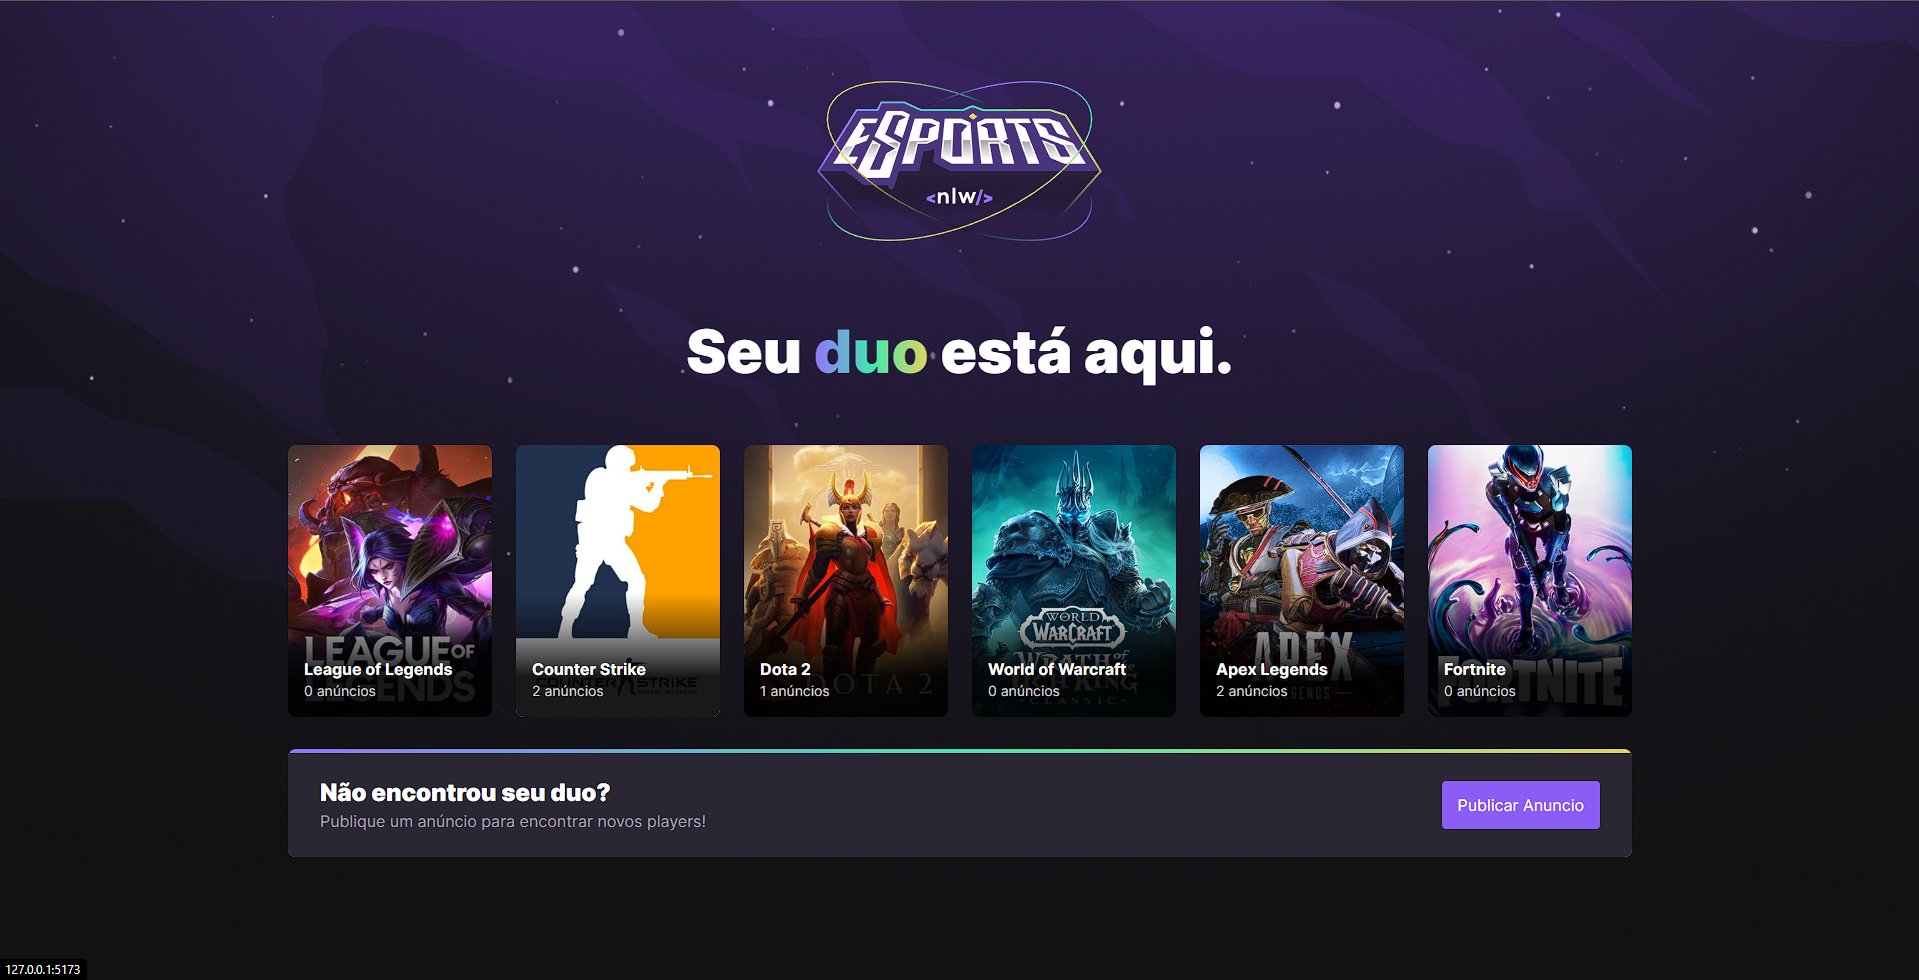 eSPORTS
<nlw/>
Seu duo está aqui.
LEAGUE OF
LEGENDS
League of Legends
0 anúncios
COUNTER STRIKE
Counter Strike
2 anúncios
DOTA 2
Dota 2
1 anúncios
WORLD
WARCRAFT
WRATH of
KING
CLASSIC
World of Warcraft
0 anúncios
APEX
GENDS
Apex Legends
2 anúncios
FORTNITE
Fortnite
0 anúncios
Não encontrou seu duo?
Publique um anúncio para encontrar novos players!
Publicar Anuncio
127.0.0.1:5173